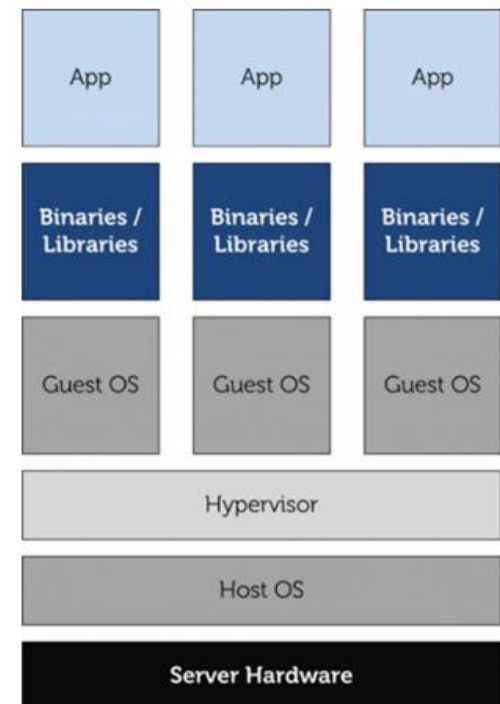 App
App
App
Binaries /
Libraries
Binaries /
Libraries
Binaries /
Libraries
Guest OS
Guest OS
Guest OS
Hypervisor
Host OS
Server Hardware